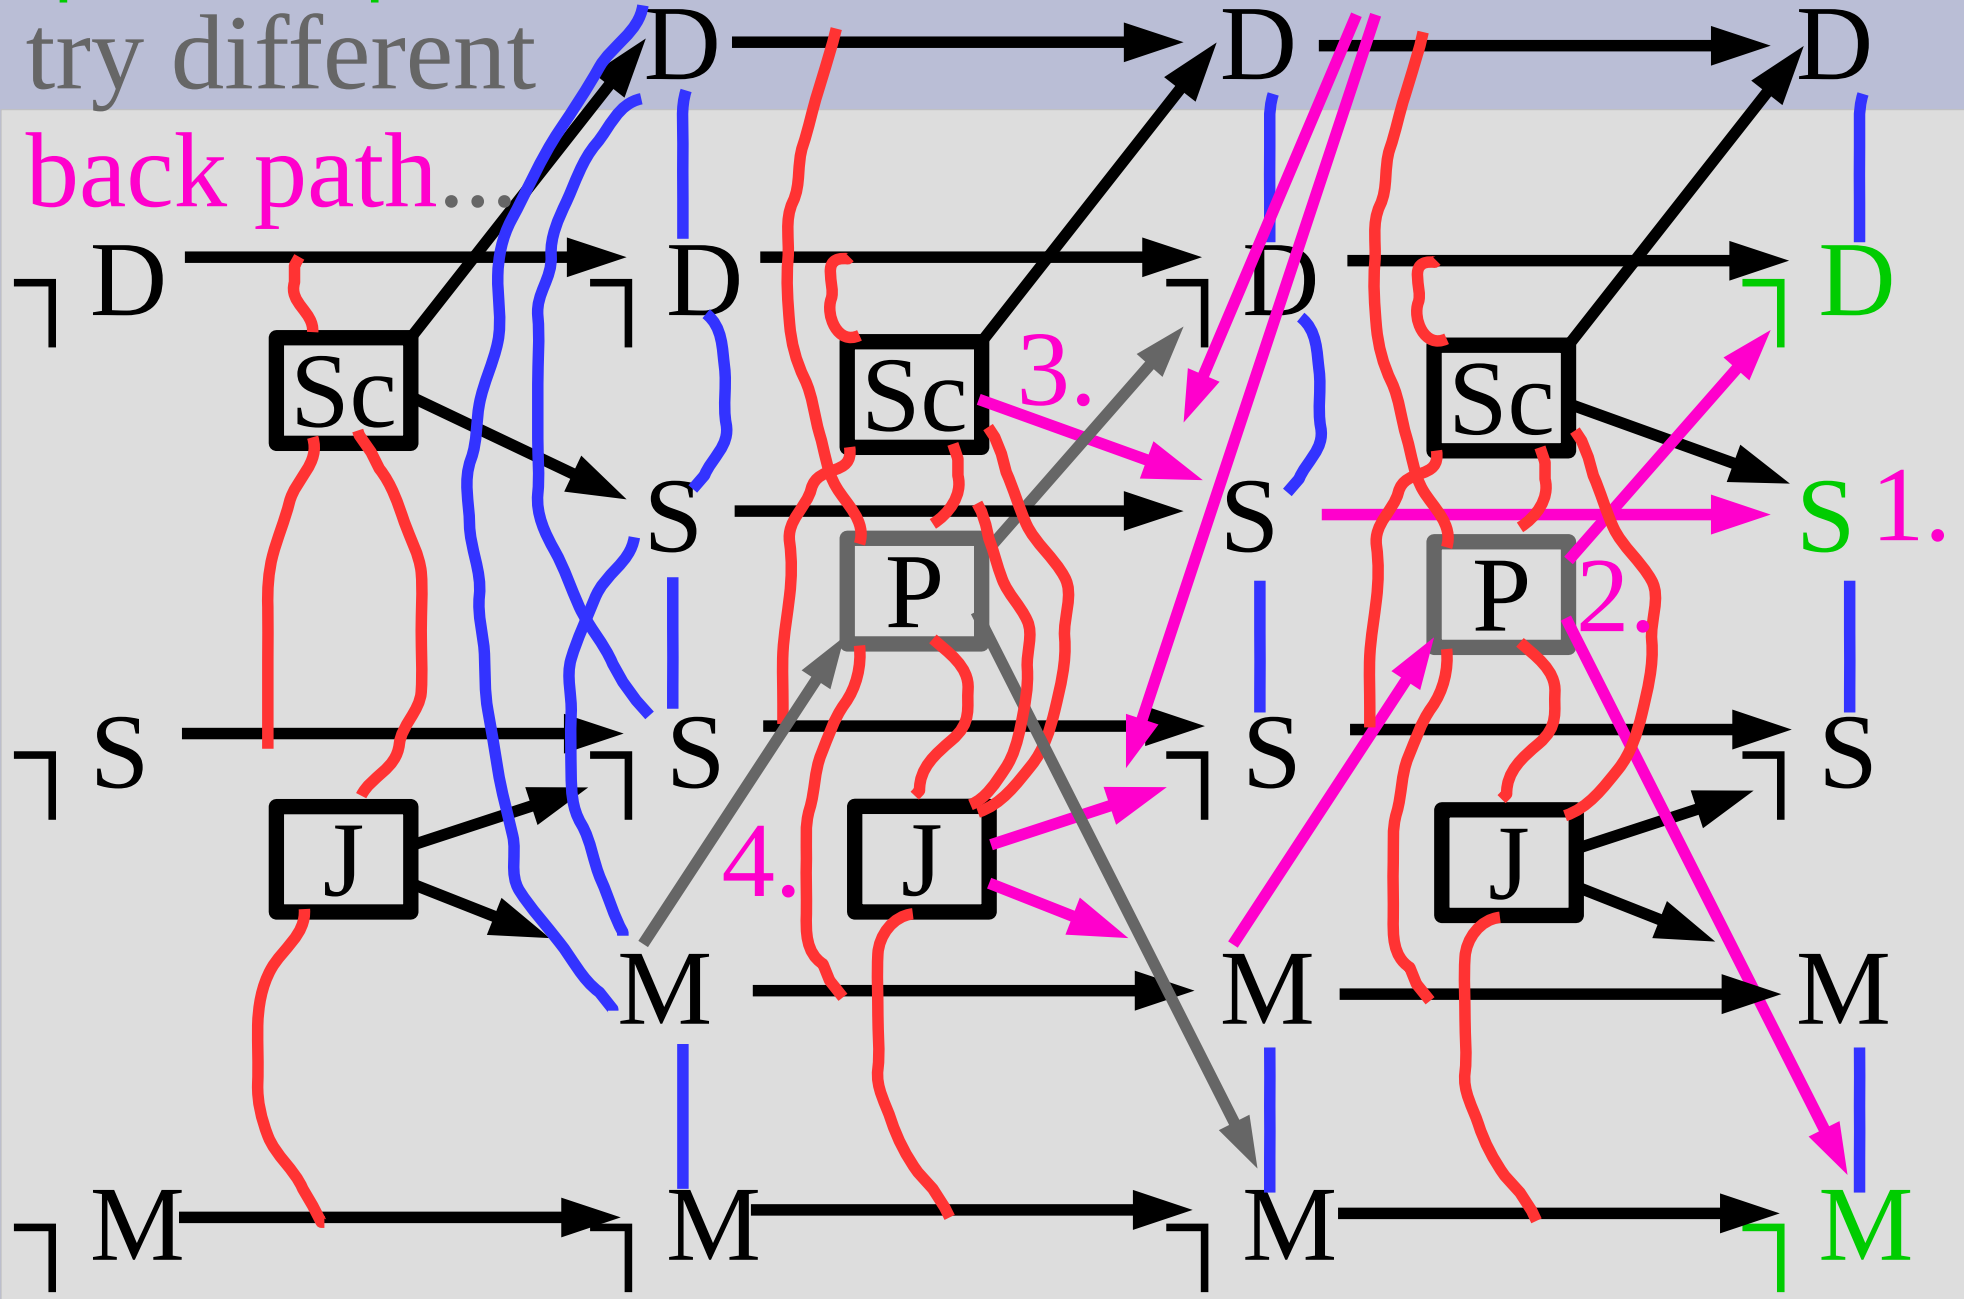 try different
D D D
back path...
¬D ¬D ¬D ¬D
Sc Sc Sc
3.
S S S 1.
P P
2.
¬S ¬S ¬S ¬S
J J J
4.
M M M
¬M ¬M ¬M ¬M